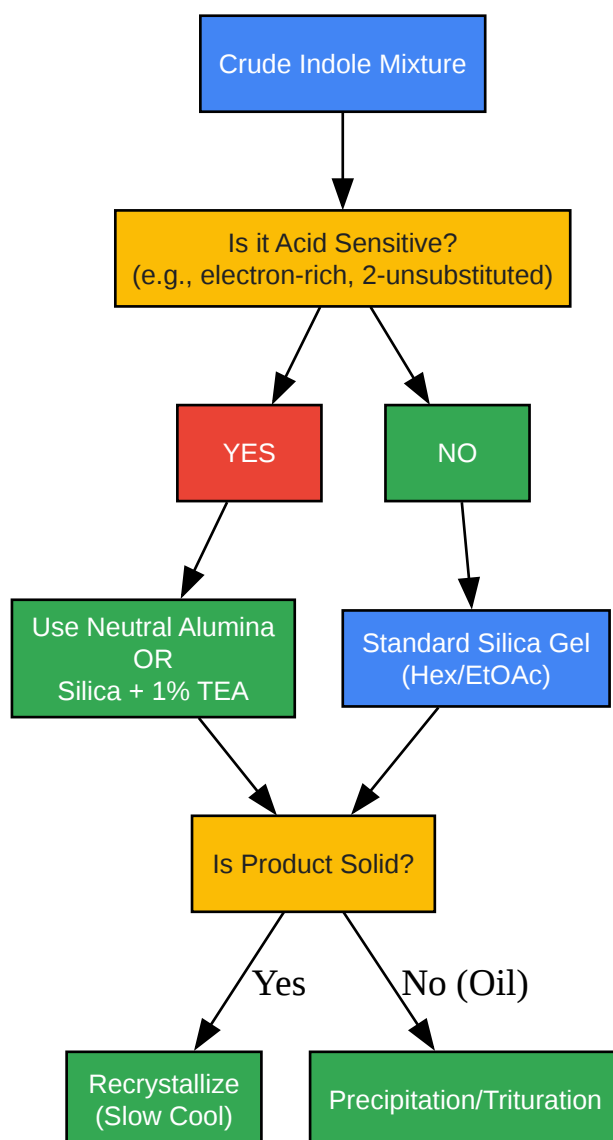 Crude Indole Mixture
Is it Acid Sensitive?
(e.g., electron-rich, 2-unsubstituted)
YES
NO
Use Neutral Alumina
OR
Silica + 1% TEA
Standard Silica Gel
(Hex/EtOAc)
Is Product Solid?
Yes
No (Oil)
Recrystallize
(Slow Cool)
Precipitation/Trituration